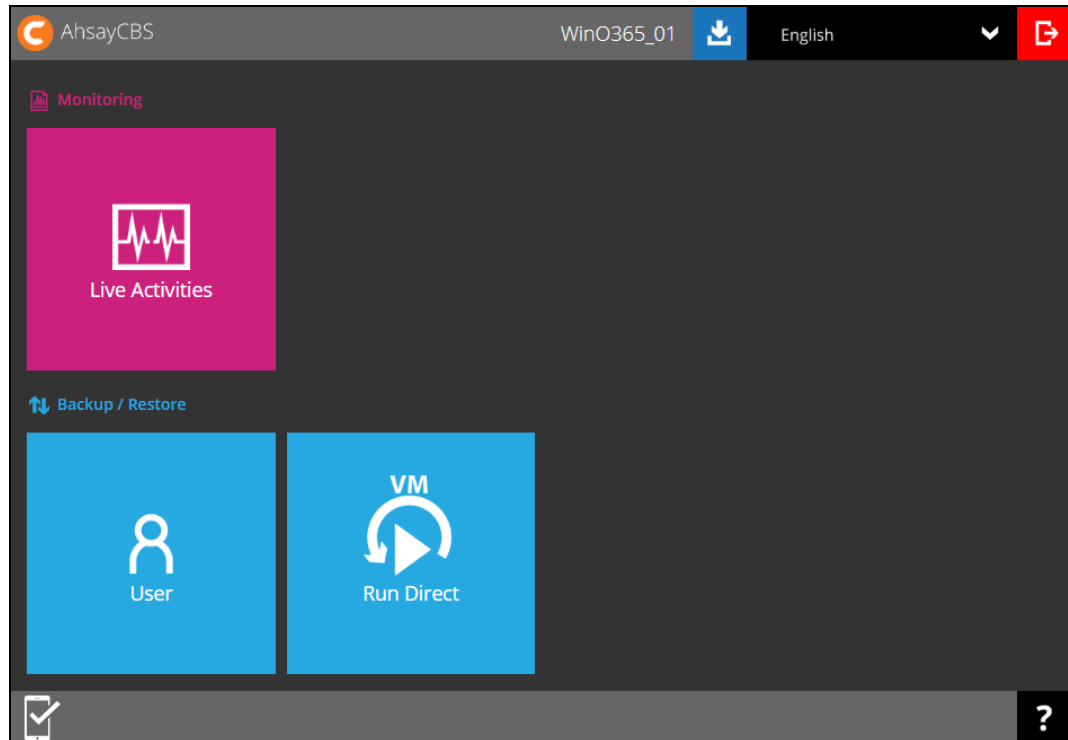 AhsayCBS
WinO365_01
English
Monitoring
Live Activities
Backup / Restore
User
VM
Run Direct
?